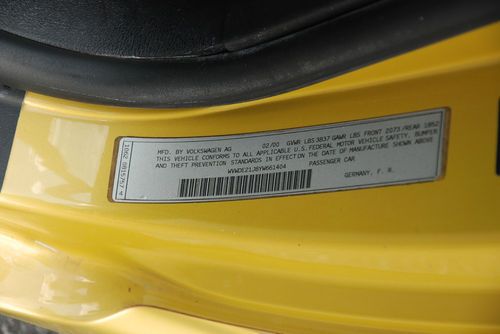 MFD. BY VOLKSWAGEN AG 02/00 GVWR LBS 3837 GAWR LBS FRONT 2073/REAR 1852
THIS VEHICLE CONFORMS TO ALL APPLICABLE U.S. FEDERAL MOTOR VEHICLE SAFETY, BUMPER
AND THEFT PREVENTION STANDARDS IN EFFECT ON THE DATE OF MANUFACTURE SHOWN ABOVE
WVWDE21J8YW661404 PASSENGER CAR
GERMANY, F. R.